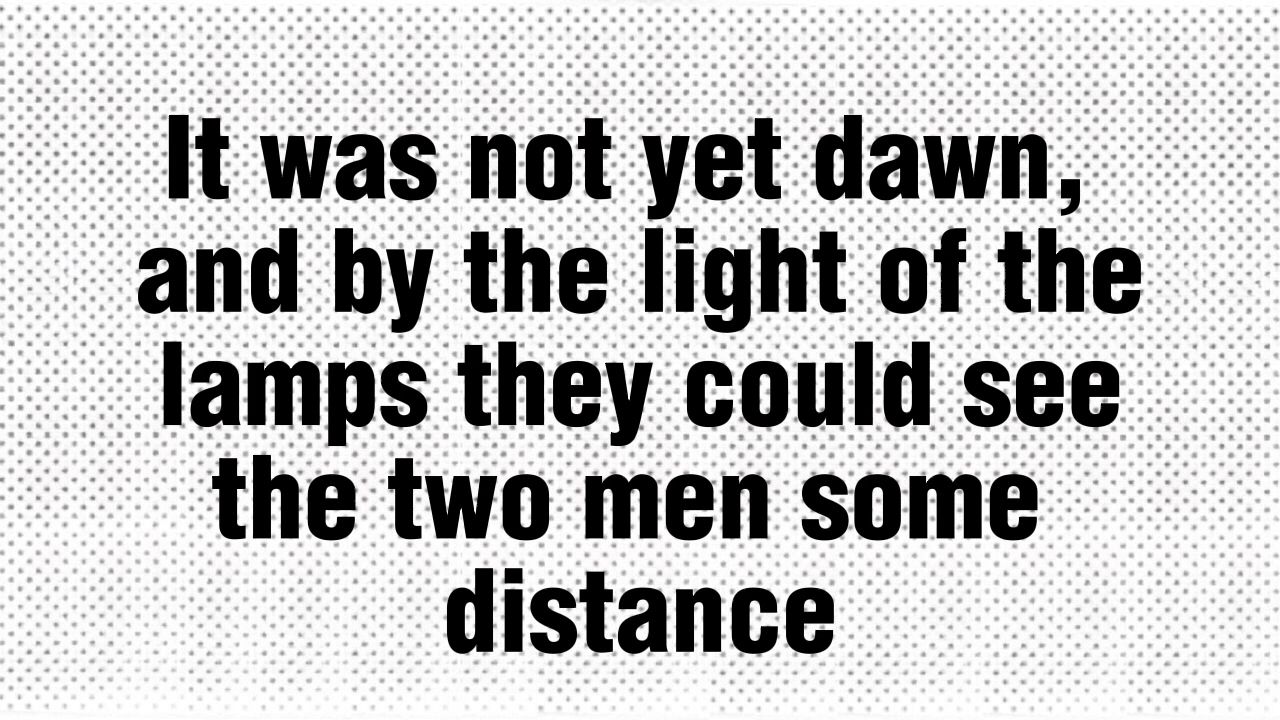 It was not yet dawn,
and by the light of the
lamps they could see
the two men some
distance